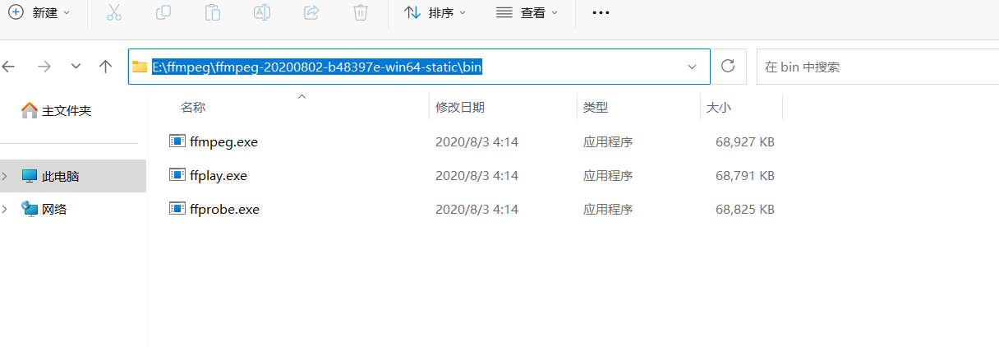 新建 排序 查看
E:\ffmpeg\ffmpeg-20200802-b48397e-win64-static\bin 在 bin 中搜索
主文件夹
此电脑
网络
名称 修改日期 类型 大小
ffmpeg.exe 2020/8/3 4:14 应用程序 68,927 KB
ffplay.exe 2020/8/3 4:14 应用程序 68,791 KB
ffprobe.exe 2020/8/3 4:14 应用程序 68,825 KB